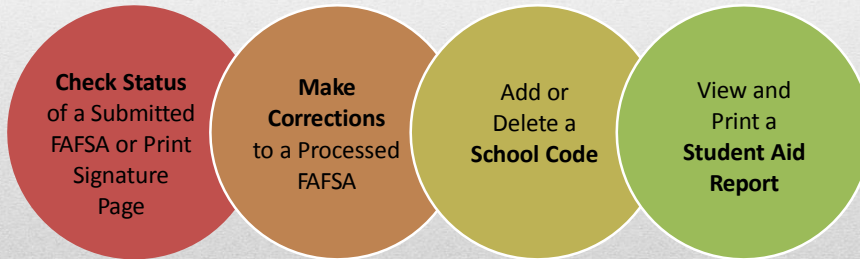 Check Status
of a Submitted
FAFSA or Print
Signature
Page
Make
Corrections
to a Processed
FAFSA
Add or
Delete a
School Code
View and
Print a
Student Aid
Report